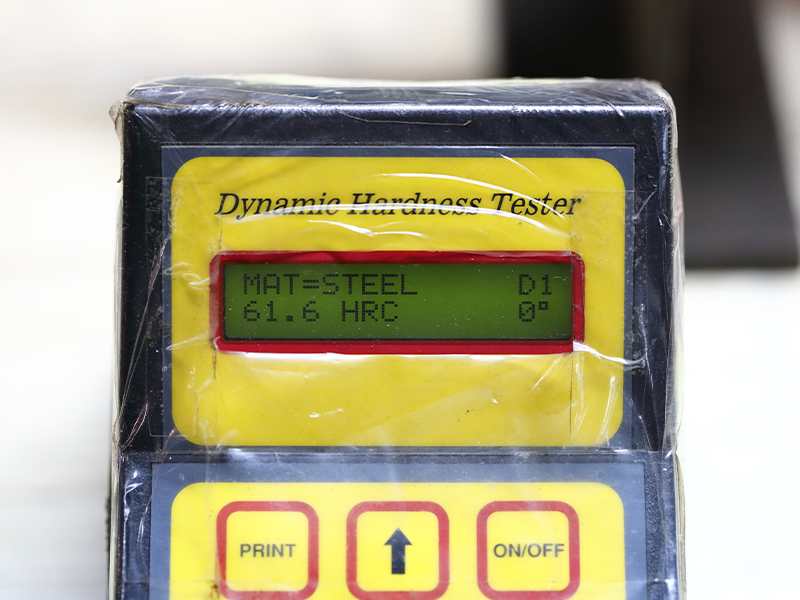 Dynamic Hardness Tester
MAT=STEEL D1
61.6 HRC 0°
PRINT ON/OFF